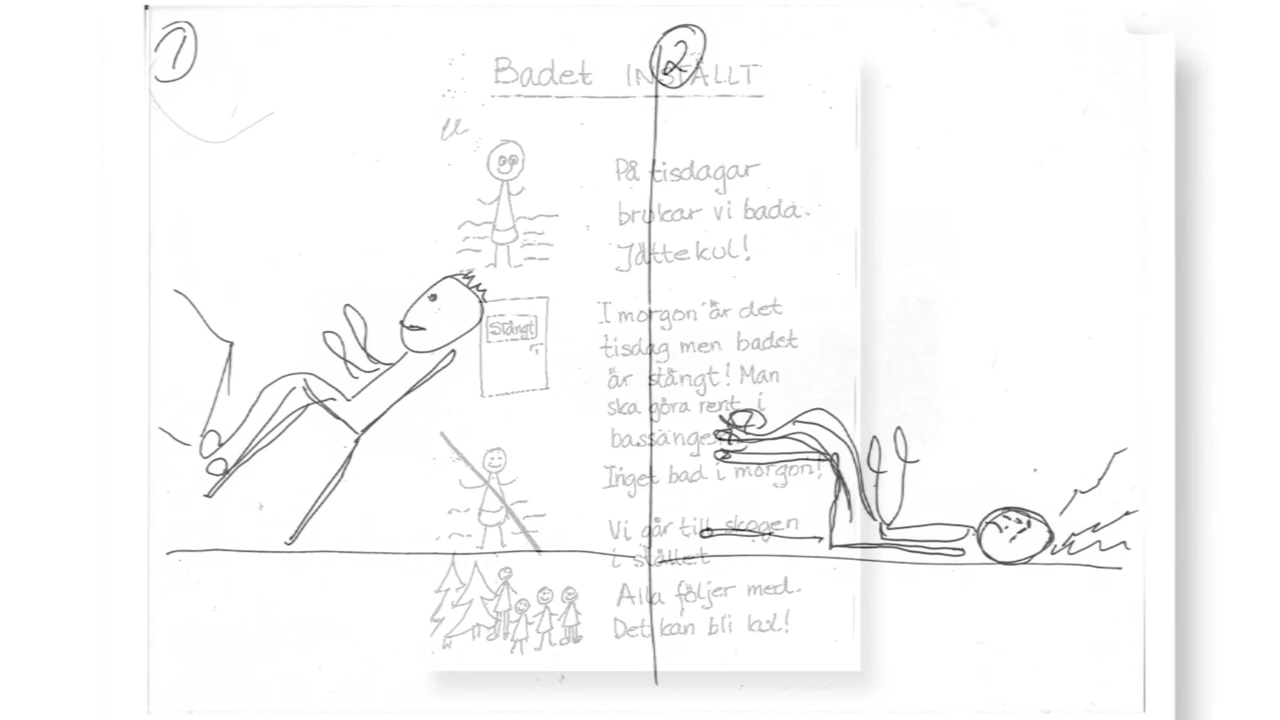 1
2
Badet INSTÄLLT
På tisdagar
brukar vi bada.
Jättekul!
Stängt
I morgon är det
tisdag men badet
är stängt! Man
ska göra rent i
bassängen.
Inget bad i morgon!
Vi går till skogen
i stället
Alla följer med.
Det kan bli kul!